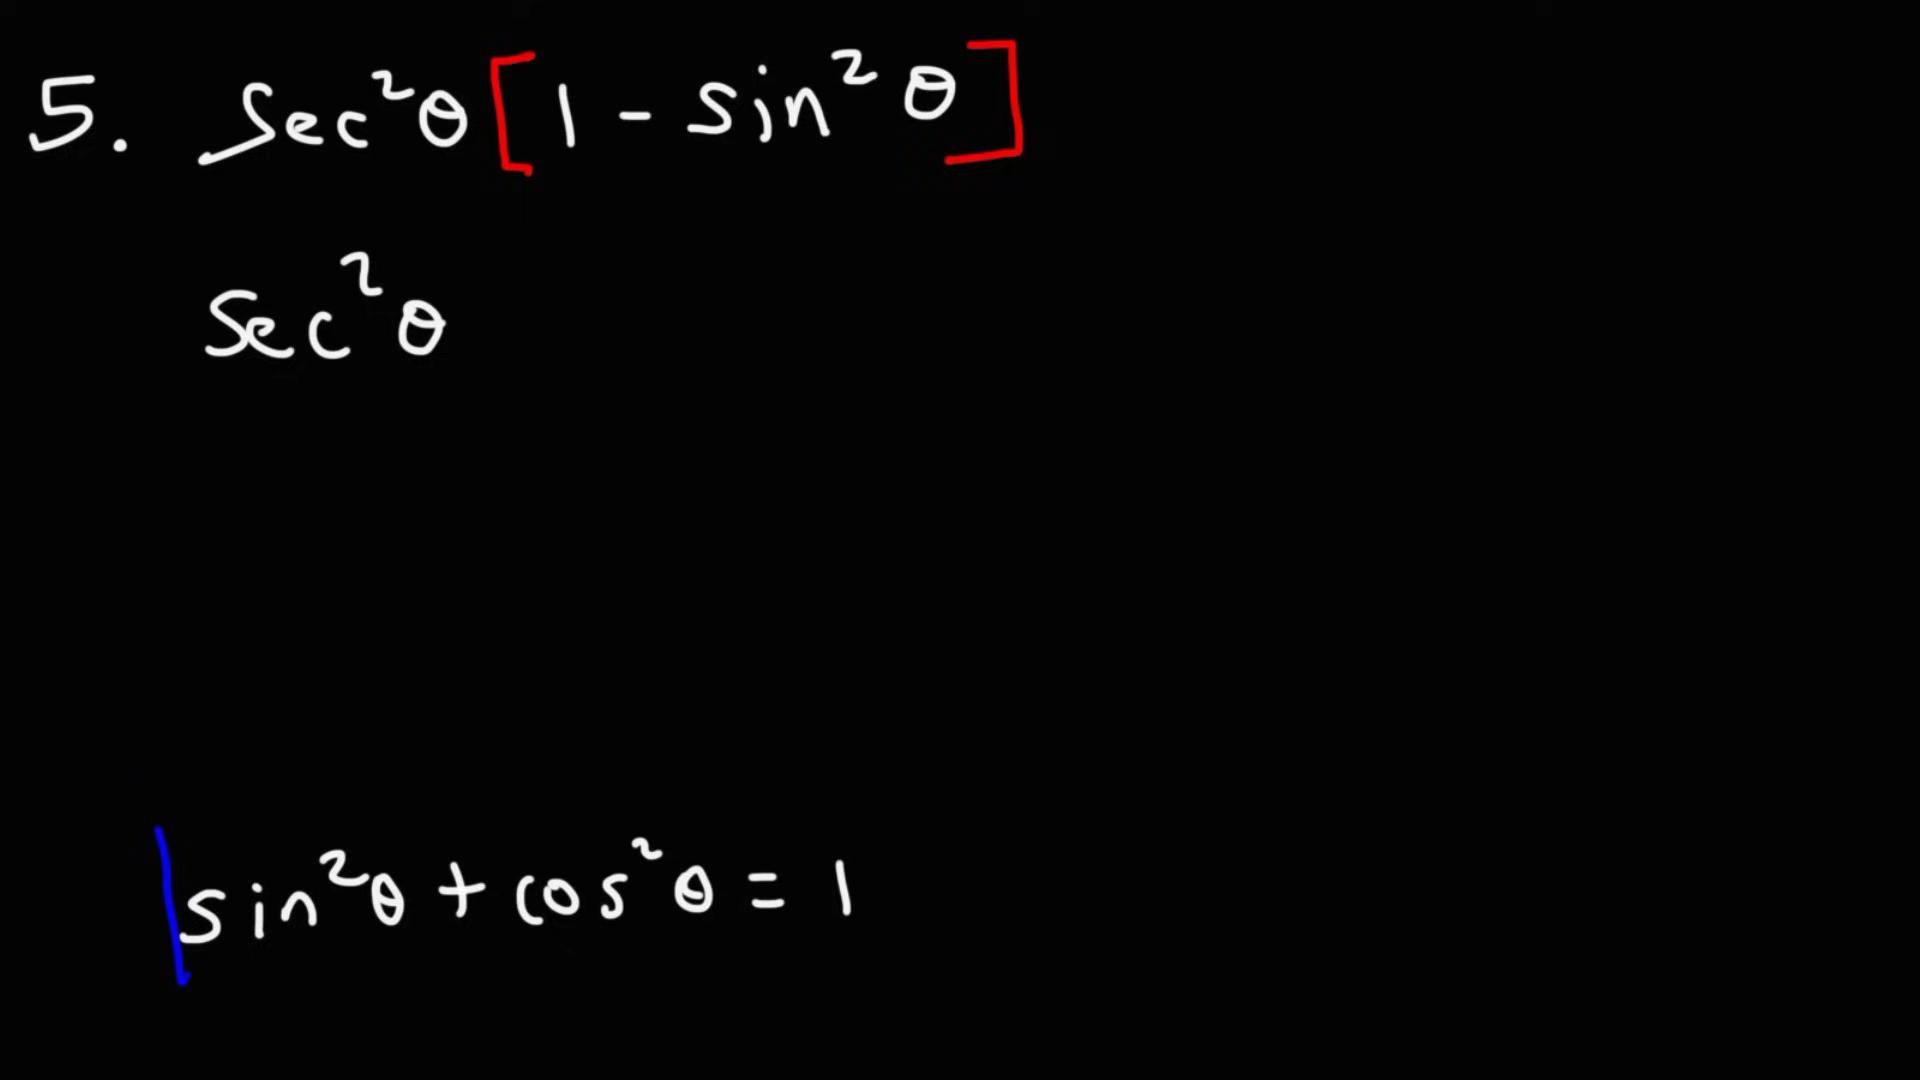 5. Sec²θ[1 - sin²θ]
Sec²θ
sin²θ + cos²θ = 1